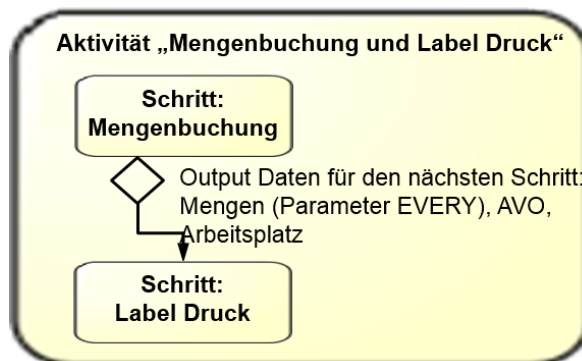 Aktivität „Mengenbuchung und Label Druck“
Schritt:
Mengenbuchung
Output Daten für den nächsten Schritt:
Mengen (Parameter EVERY), AVO,
Arbeitsplatz
Schritt:
Label Druck